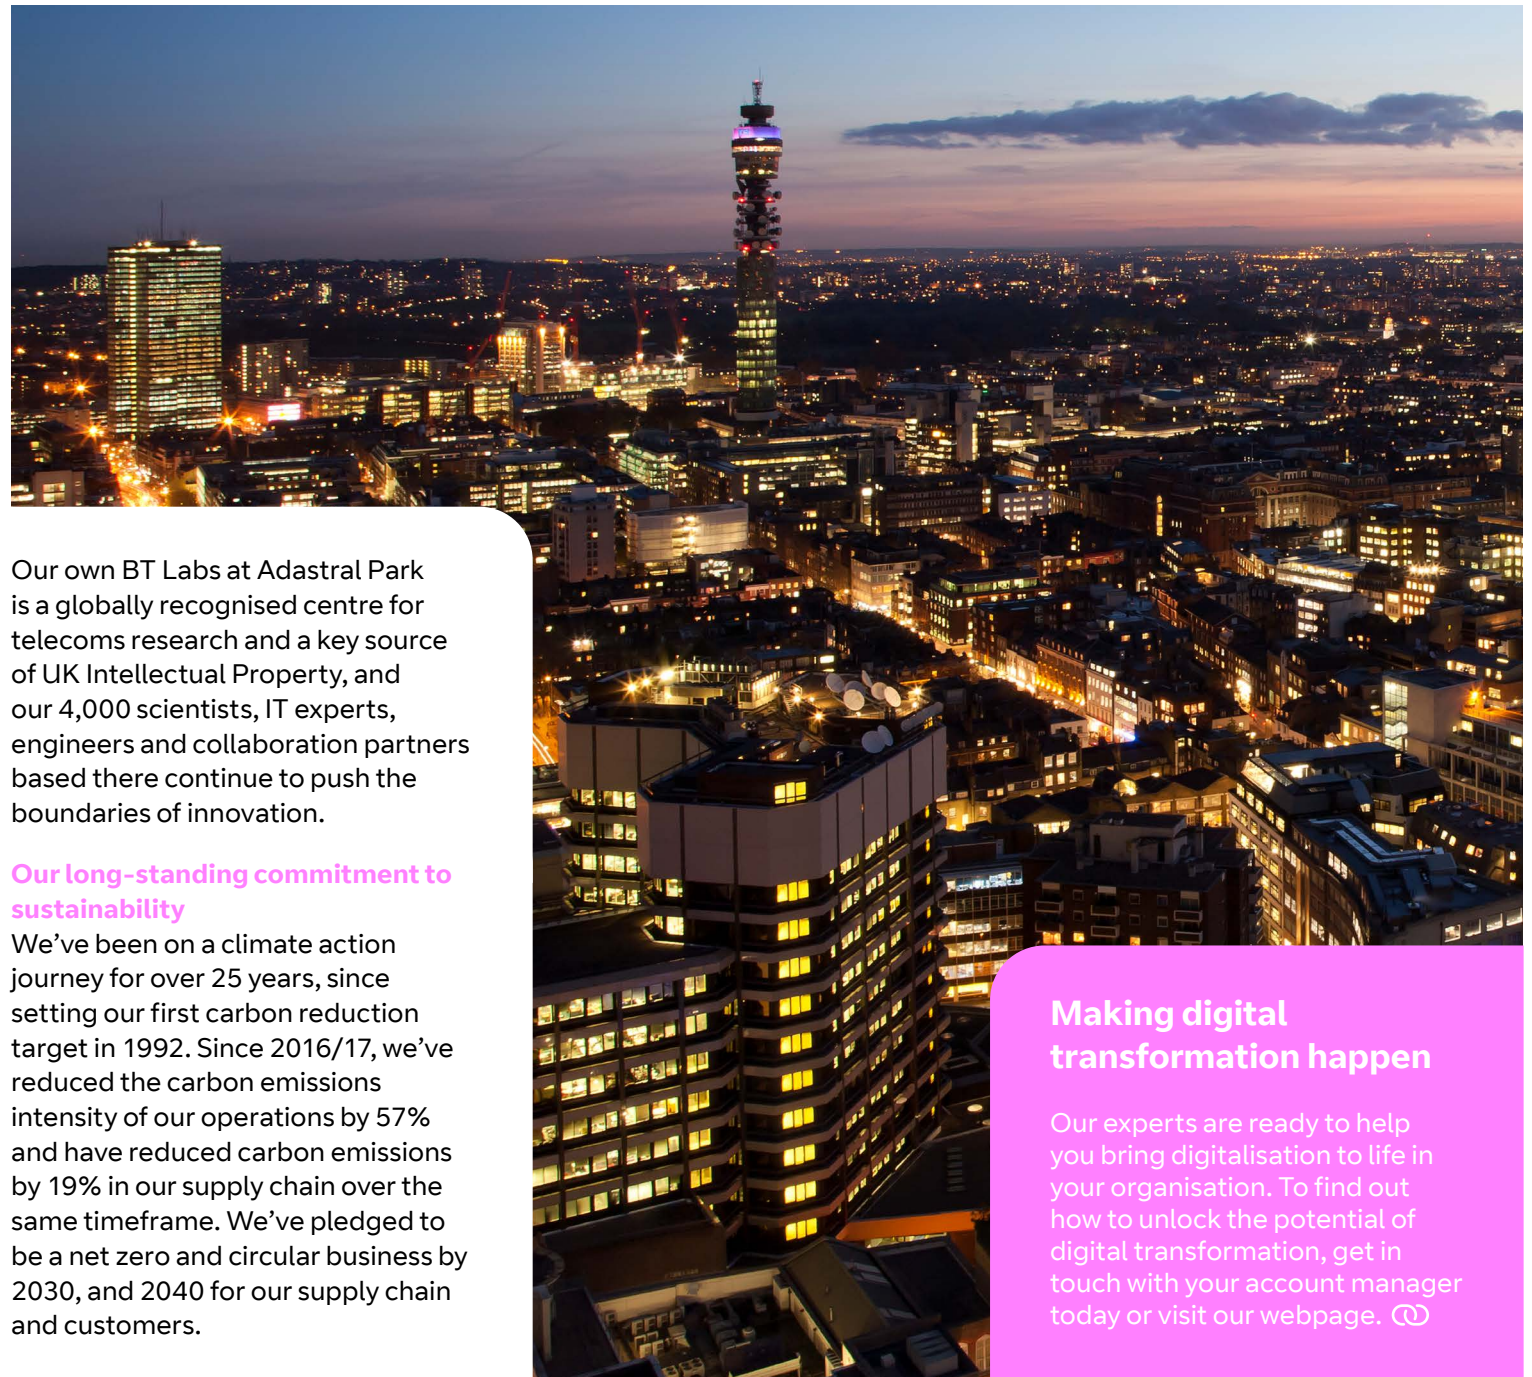 Our own BT Labs at Adastral Park
is a globally recognised centre for
telecoms research and a key source
of UK Intellectual Property, and
our 4,000 scientists, IT experts,
engineers and collaboration partners
based there continue to push the
boundaries of innovation.
Our long-standing commitment to
sustainability
We’ve been on a climate action
journey for over 25 years, since
setting our first carbon reduction
target in 1992. Since 2016/17, we’ve
reduced the carbon emissions
intensity of our operations by 57%
and have reduced carbon emissions
by 19% in our supply chain over the
same timeframe. We’ve pledged to
be a net zero and circular business by
2030, and 2040 for our supply chain
and customers.
Making digital
transformation happen
Our experts are ready to help
you bring digitalisation to life in
your organisation. To find out
how to unlock the potential of
digital transformation, get in
touch with your account manager
today or visit our webpage.